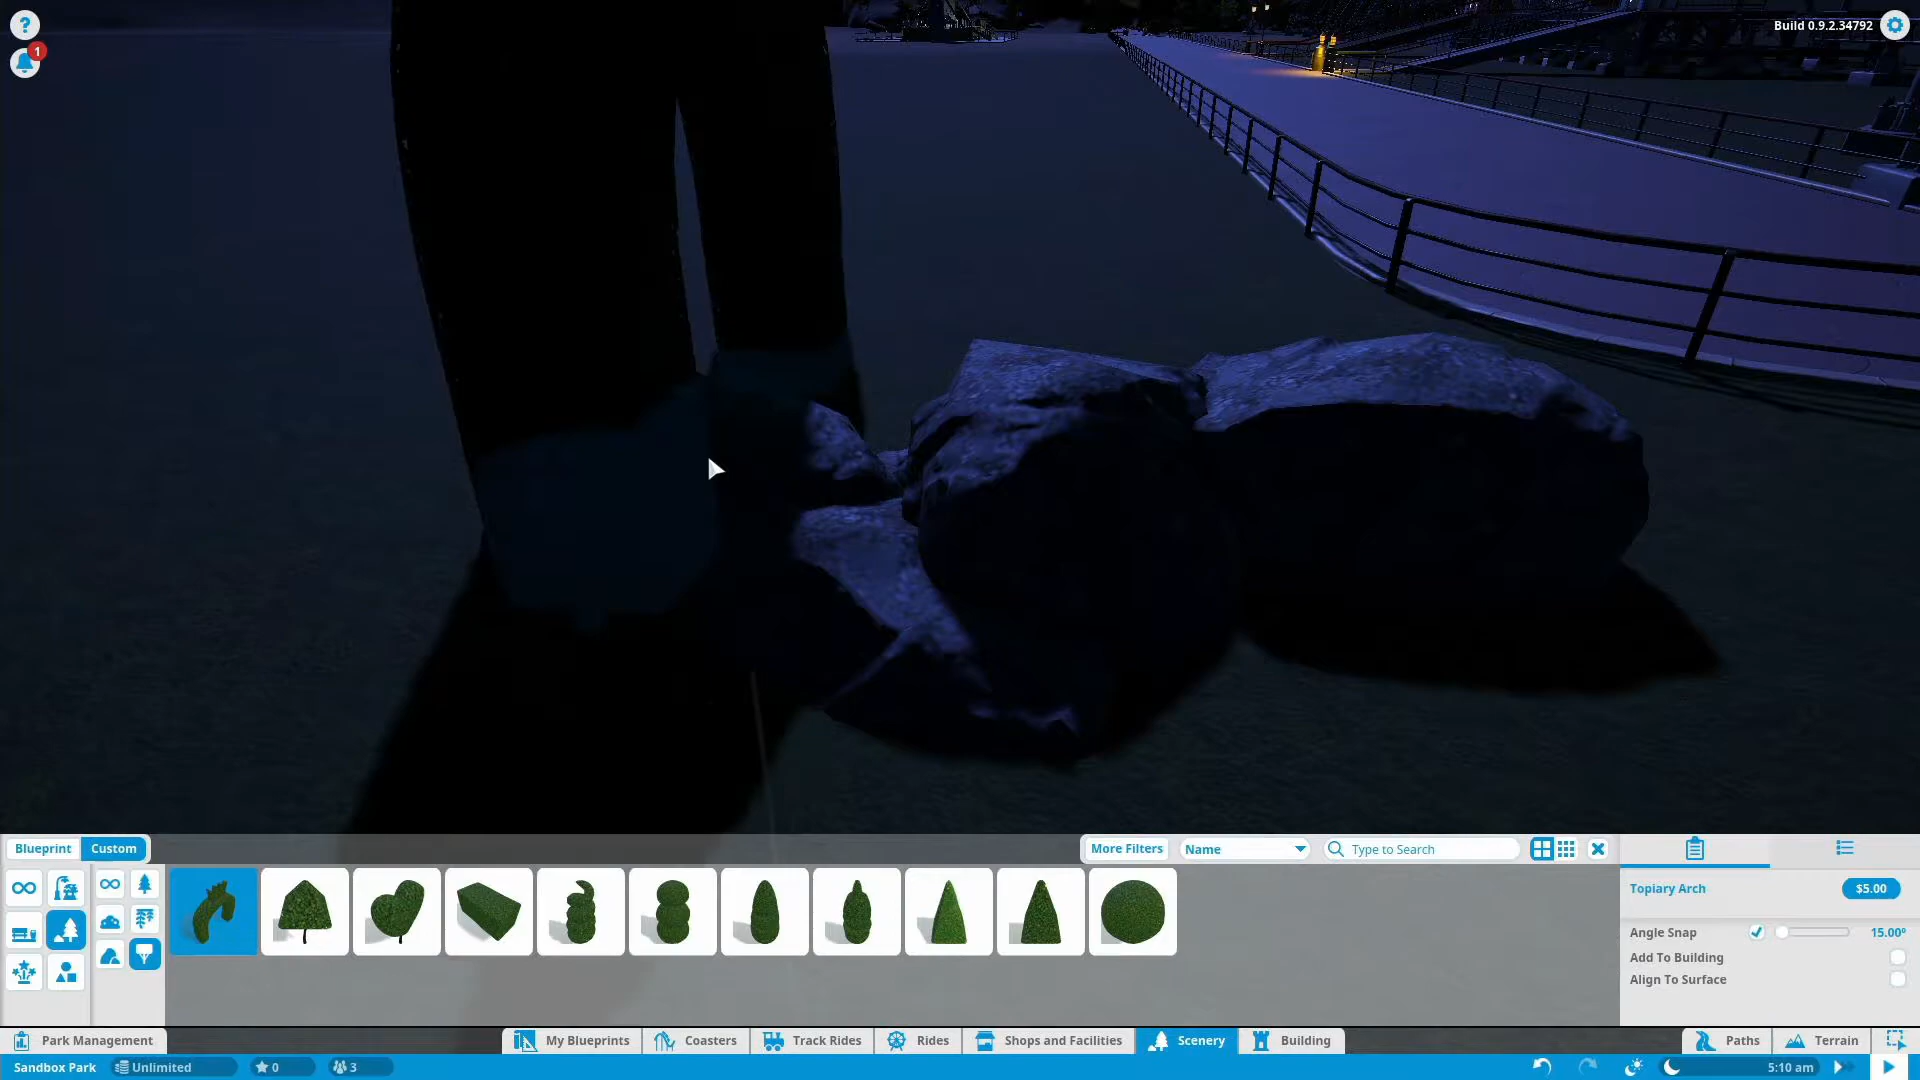 ?
Build 0.9.2.34792
1
Blueprint
Custom
More Filters
Name
Type to Search
Topiary Arch
$5.00
Angle Snap
15.00º
Add To Building
Align To Surface
Park Management
My Blueprints
Coasters
Track Rides
Rides
Shops and Facilities
Scenery
Building
Paths
Terrain
Sandbox Park
Unlimited
0
3
5:10 am